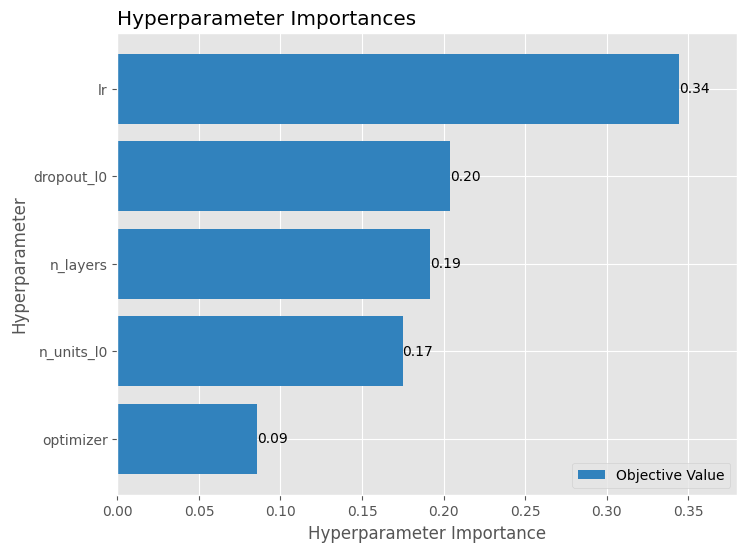 Hyperparameter Importances
Hyperparameter
lr
0.34
dropout_l0
0.20
n_layers
0.19
n_units_l0
0.17
optimizer
0.09
Objective Value
0.00 0.05 0.10 0.15 0.20 0.25 0.30 0.35
Hyperparameter Importance